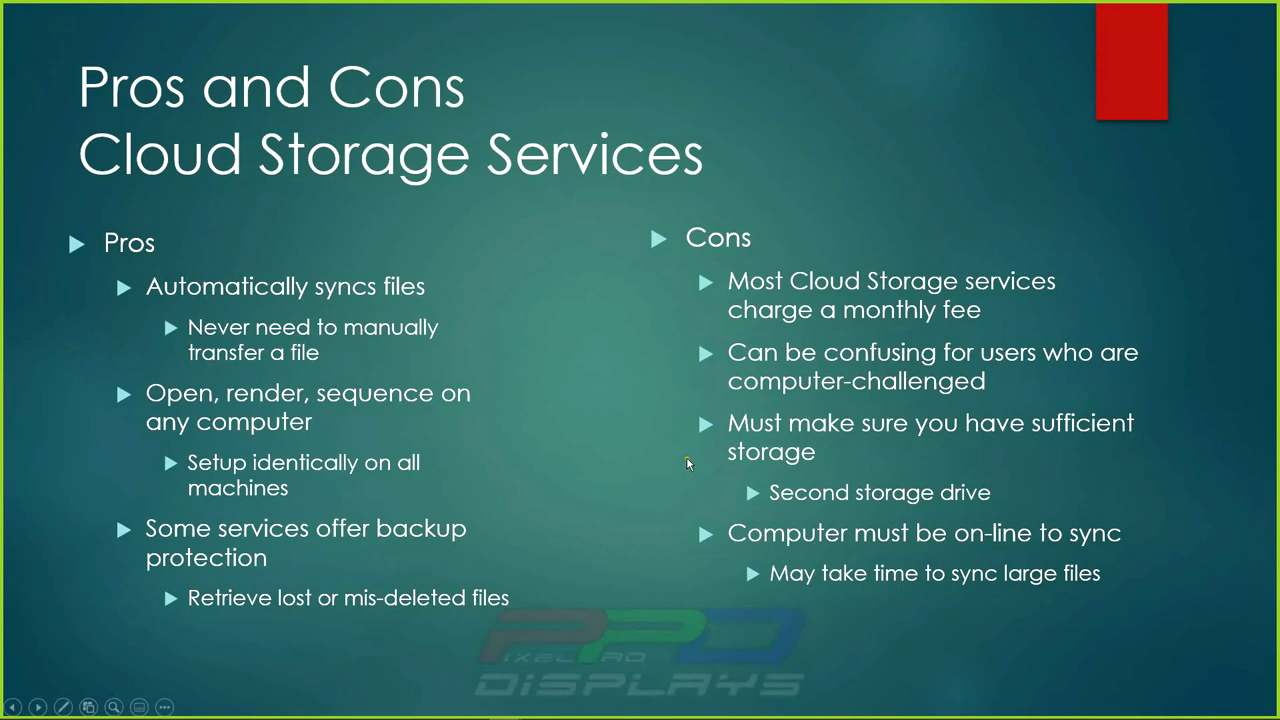 Pros and Cons
Cloud Storage Services
Pros
Automatically syncs files
Never need to manually
transfer a file
Open, render, sequence on
any computer
Setup identically on all
machines
Some services offer backup
protection
Retrieve lost or mis-deleted files
Cons
Most Cloud Storage services
charge a monthly fee
Can be confusing for users who are
computer-challenged
Must make sure you have sufficient
storage
Second storage drive
Computer must be on-line to sync
May take time to sync large files
PPD
IXEL RO
DISPLAYS